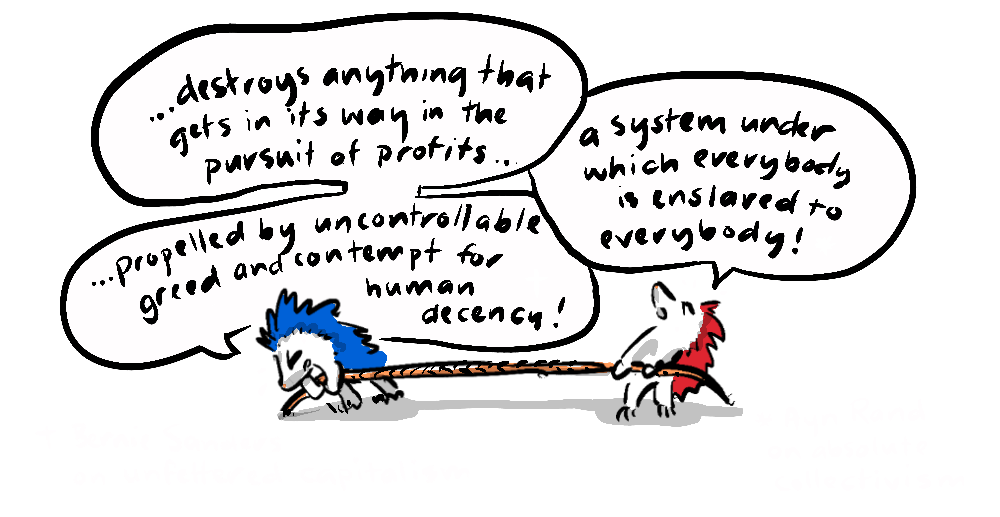 ...destroys anything that
gets in its way in the
pursuit of profits...
...propelled by uncontrollable
greed and contempt for
human
decency!
a system under
which everybody
is enslaved to
everybody!